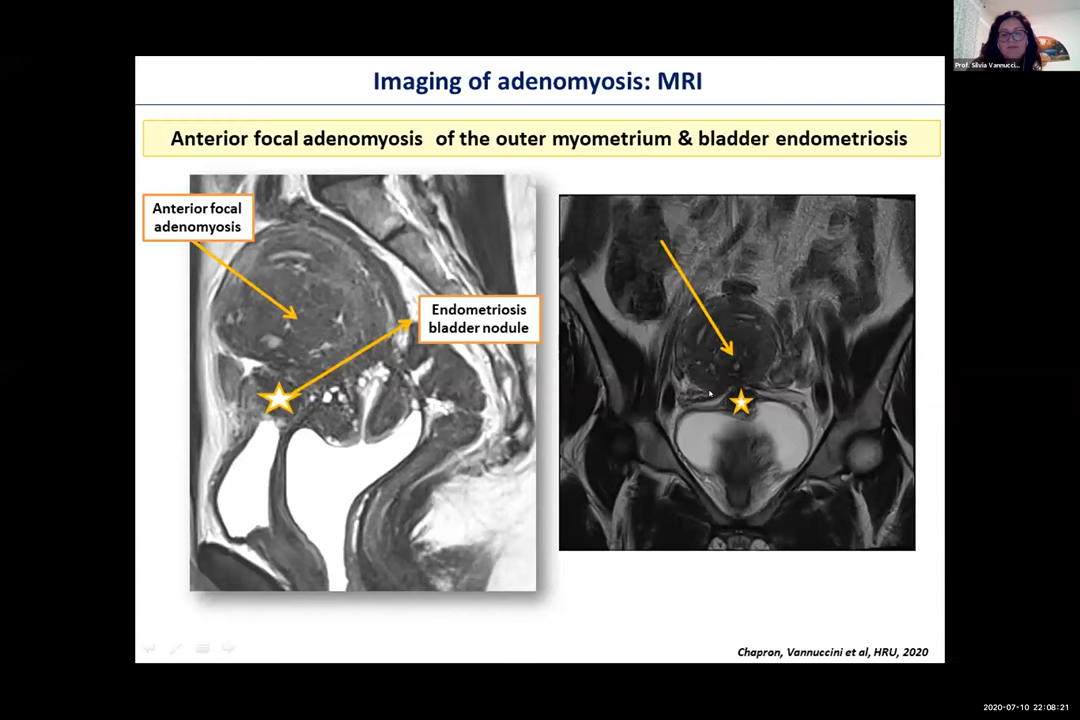 Prof. Silvia Vannucci...
Imaging of adenomyosis: MRI
Anterior focal adenomyosis of the outer myometrium & bladder endometriosis
Anterior focal
adenomyosis
Endometriosis
bladder nodule
Chapron, Vannuccini et al, HRU, 2020
2020-07-10 22:08:21